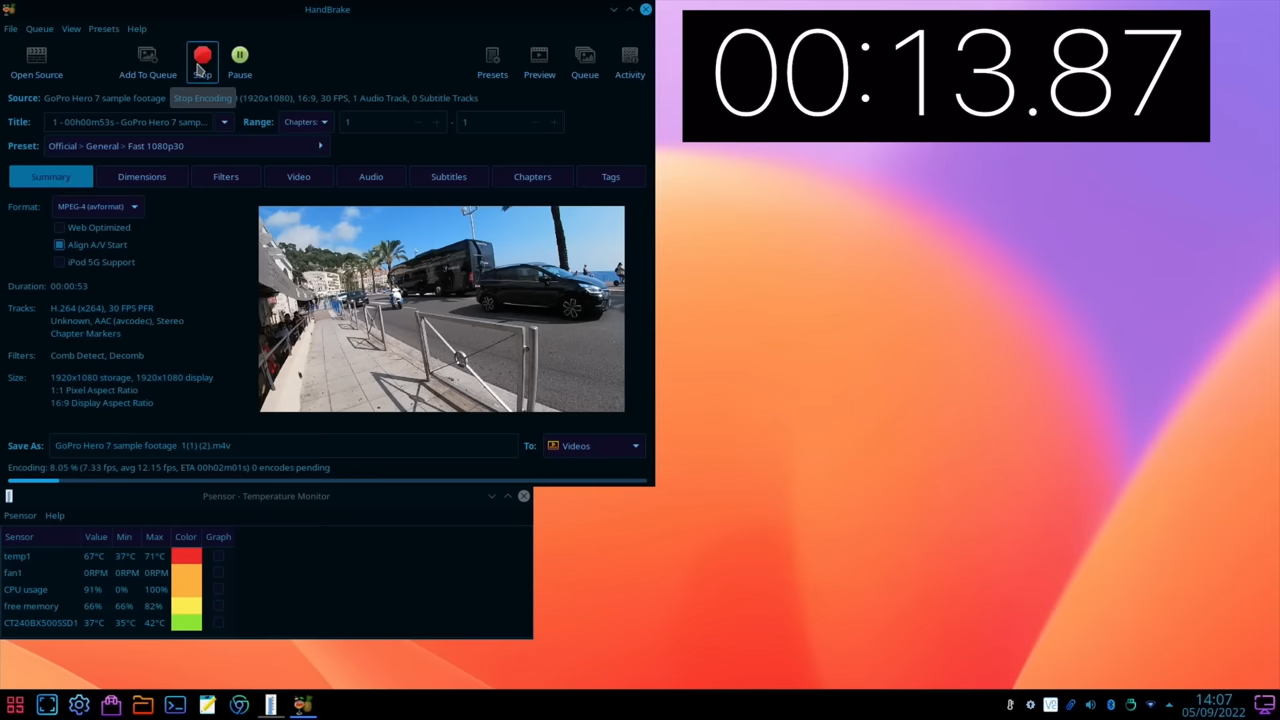 HandBrake
00:13.87
File Queue View Presets Help
Open Source Add To Queue Stop Pause Presets Preview Queue Activity
Source: GoPro Hero 7 sample footage (1920x1080), 16:9, 30 FPS, 1 Audio Track, 0 Subtitle Tracks
Stop Encoding
Title: 1 - 00h00m53s - GoPro Hero 7 samp... Range: Chapters: 1 - 1
Preset: Official > General > Fast 1080p30
Summary Dimensions Filters Video Audio Subtitles Chapters Tags
Format: MPEG-4 (avformat)
Web Optimized
Align A/V Start
iPod 5G Support
Duration: 00:00:53
Tracks: H.264 (x264), 30 FPS PFR
Unknown, AAC (avcodec), Stereo
Chapter Markers
Filters: Comb Detect, Decomb
Size: 1920x1080 storage, 1920x1080 display
1:1 Pixel Aspect Ratio
16:9 Display Aspect Ratio
Save As: GoPro Hero 7 sample footage 1(1) (2).m4v To: Videos
Encoding: 8.05 % (7.33 fps, avg 12.15 fps, ETA 00h02m01s) 0 encodes pending
Psensor - Temperature Monitor
Psensor Help
Sensor Value Min Max Color Graph
temp1 67°C 37°C 71°C
fan1 0RPM 0RPM 0RPM
CPU usage 91% 0% 100%
free memory 66% 66% 82%
CT240BX500SSD1 37°C 35°C 42°C
14:07
05/09/2022